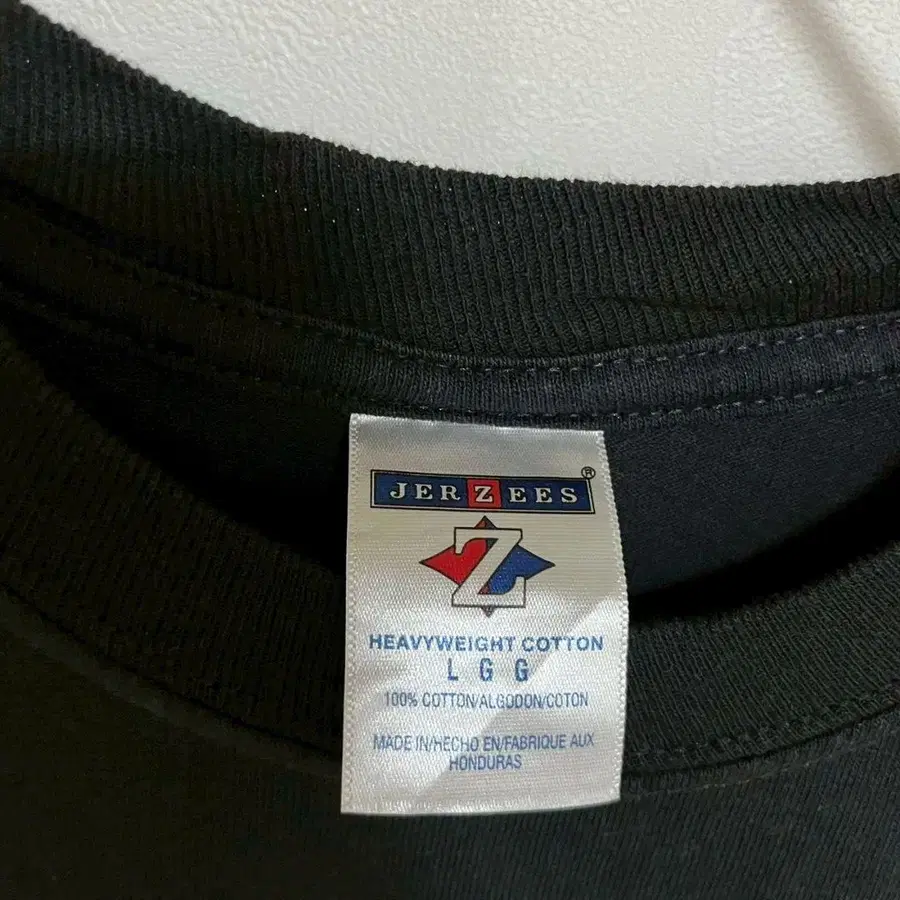 JERZEES®
Z
HEAVYWEIGHT COTTON
L G G
100% COTTON/ALGODON/COTON
MADE IN/HECHO EN/FABRIQUE AUX
HONDURAS